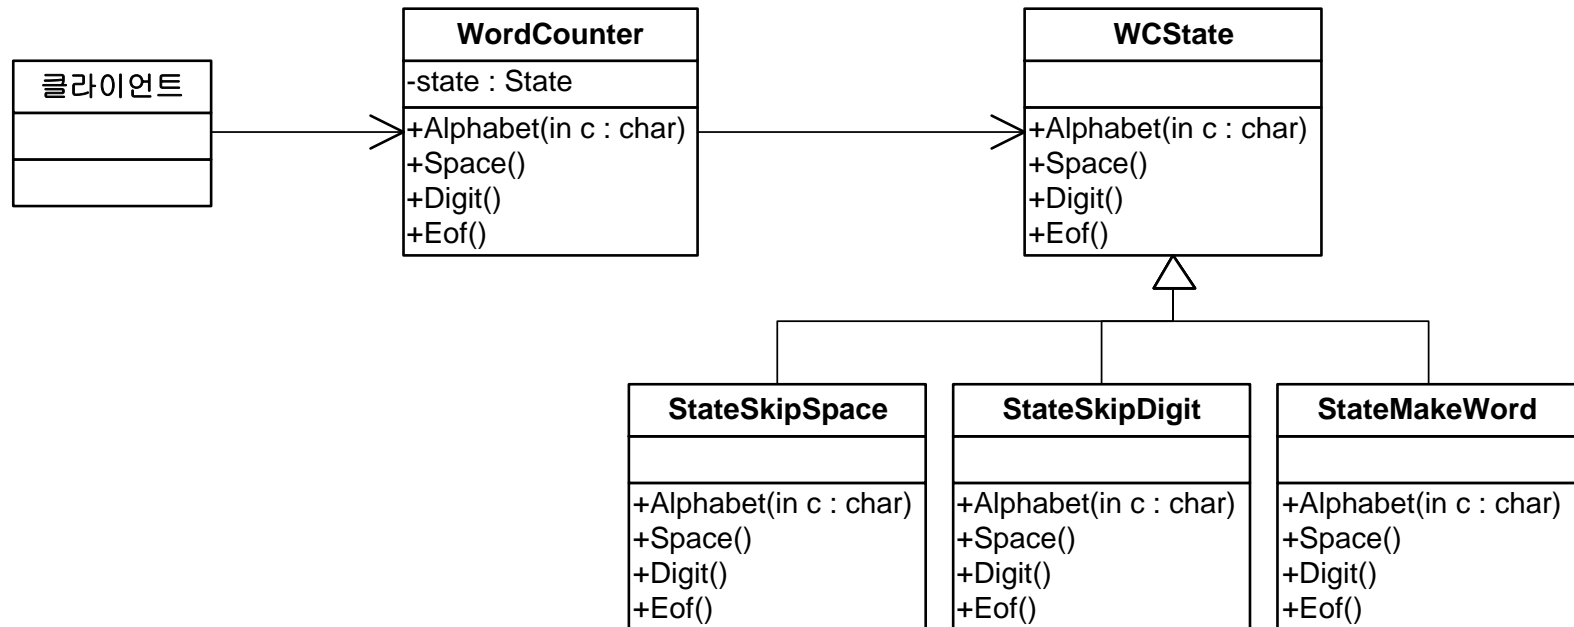 클라이언트
WordCounter
-state : State
+Alphabet(in c : char)
+Space()
+Digit()
+Eof()
WCState
+Alphabet(in c : char)
+Space()
+Digit()
+Eof()
StateSkipSpace
+Alphabet(in c : char)
+Space()
+Digit()
+Eof()
StateSkipDigit
+Alphabet(in c : char)
+Space()
+Digit()
+Eof()
StateMakeWord
+Alphabet(in c : char)
+Space()
+Digit()
+Eof()